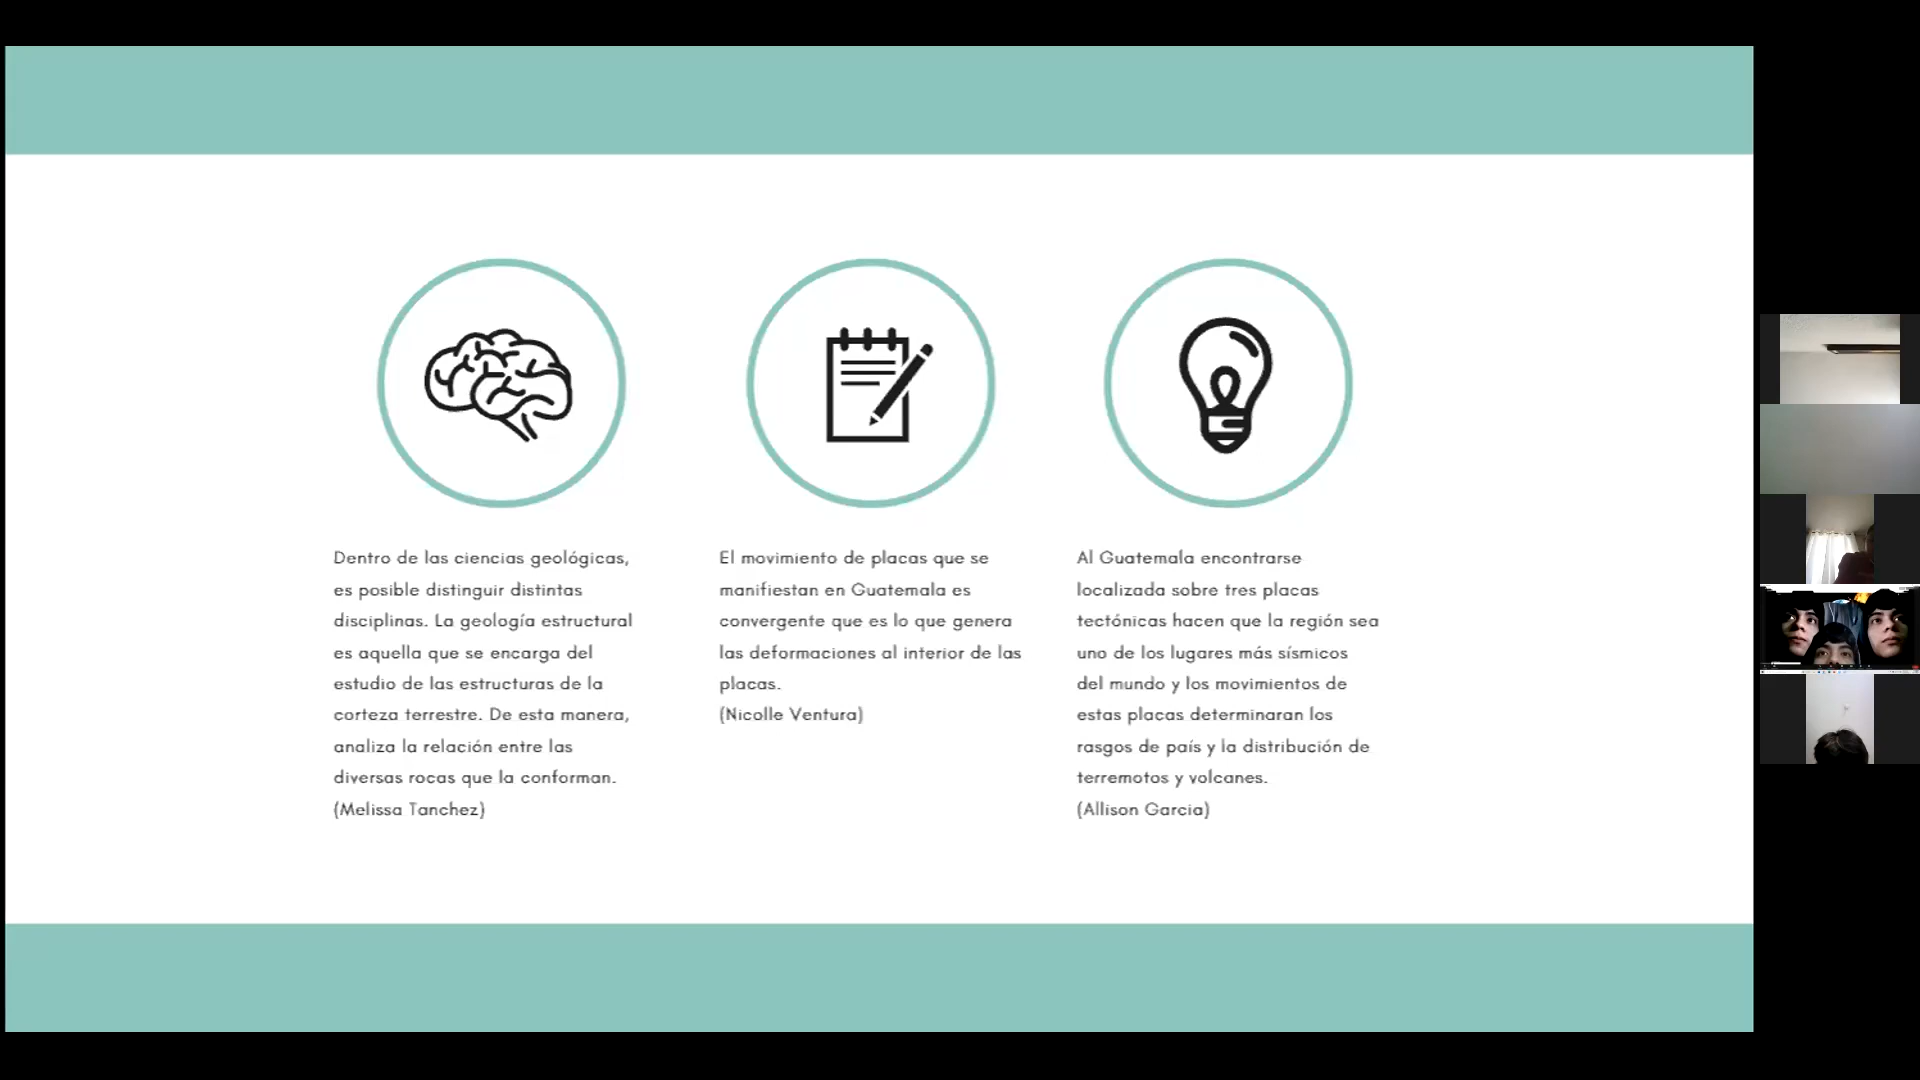 Dentro de las ciencias geológicas,
es posible distinguir distintas
disciplinas. La geología estructural
es aquella que se encarga del
estudio de las estructuras de la
corteza terrestre. De esta manera,
analiza la relación entre las
diversas rocas que la conforman.
(Melissa Tanchez)
El movimiento de placas que se
manifiestan en Guatemala es
convergente que es lo que genera
las deformaciones al interior de las
placas.
(Nicolle Ventura)
Al Guatemala encontrarse
localizada sobre tres placas
tectónicas hacen que la región sea
uno de los lugares más sísmicos
del mundo y los movimientos de
estas placas determinaran los
rasgos de país y la distribución de
terremotos y volcanes.
(Allison Garcia)